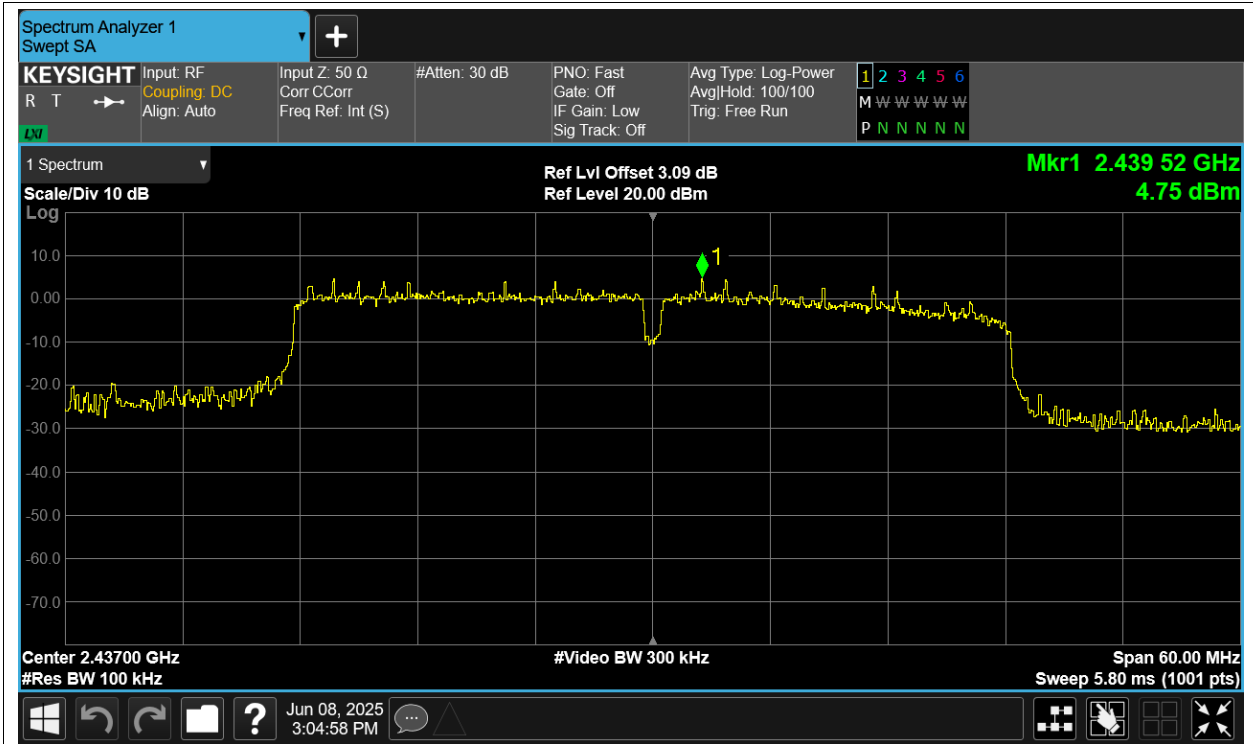 Spectrum Analyzer 1
Swept SA
KEYSIGHT
R T
LXI
Input: RF
Coupling: DC
Align: Auto
Input Z: 50 Ω
Corr CCorr
Freq Ref: Int (S)
#Atten: 30 dB
PNO: Fast
Gate: Off
IF Gain: Low
Sig Track: Off
Avg Type: Log-Power
Avg|Hold: 100/100
Trig: Free Run
1 2 3 4 5 6
M W W W W W
P N N N N N
1 Spectrum
Scale/Div 10 dB
Log
Ref Lvl Offset 3.09 dB
Ref Level 20.00 dBm
Mkr1 2.439 52 GHz
4.75 dBm
1
10.0
0.00
-10.0
-20.0
-30.0
-40.0
-50.0
-60.0
-70.0
Center 2.43700 GHz
#Video BW 300 kHz
Span 60.00 MHz
#Res BW 100 kHz
Sweep 5.80 ms (1001 pts)
?
Jun 08, 2025
3:04:58 PM